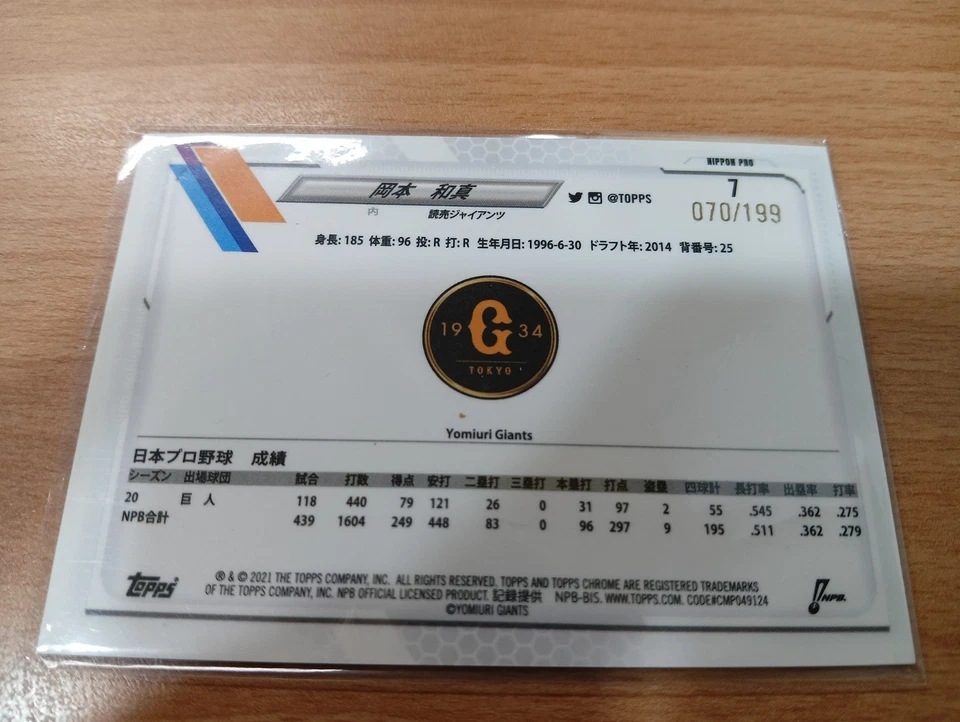 NIPPON PRO
7
岡本 和真
@TOPPS
070/199
内 読売ジャイアンツ
身長: 185 体重: 96 投: R 打: R 生年月日: 1996-6-30 ドラフト年: 2014 背番号: 25
19 G 34
TOKYO
Yomiuri Giants
日本プロ野球 成績
シーズン 出場球団 試合 打数 得点 安打 二塁打 三塁打 本塁打 打点 盗塁 四球計 長打率 出塁率 打率
20 巨人 118 440 79 121 26 0 31 97 2 55 .545 .362 .275
NPB合計 439 1604 249 448 83 0 96 297 9 195 .511 .362 .279
topps
® & © 2021 THE TOPPS COMPANY, INC. ALL RIGHTS RESERVED. TOPPS AND TOPPS CHROME ARE REGISTERED TRADEMARKS
OF THE TOPPS COMPANY, INC. NPB OFFICIAL LICENSED PRODUCT. 記録提供 NPB-BIS. WWW.TOPPS.COM. CODE#CMP049124
©YOMIURI GIANTS
NPB.